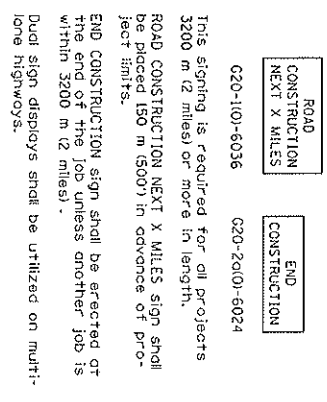 ROAD
CONSTRUCTION
NEXT X MILES
G20-1(O)-6036
END
CONSTRUCTION
G20-2a(O)-6024
This signing is required for all projects
3200 m (2 miles) or more in length.
ROAD CONSTRUCTION NEXT X MILES sign shall
be placed 150 m (500') in advance of pro-
ject limits.
END CONSTRUCTION sign shall be erected at
the end of the job unless another job is
within 3200 m (2 miles).
Dual sign displays shall be utilized on multi-
lane highways.